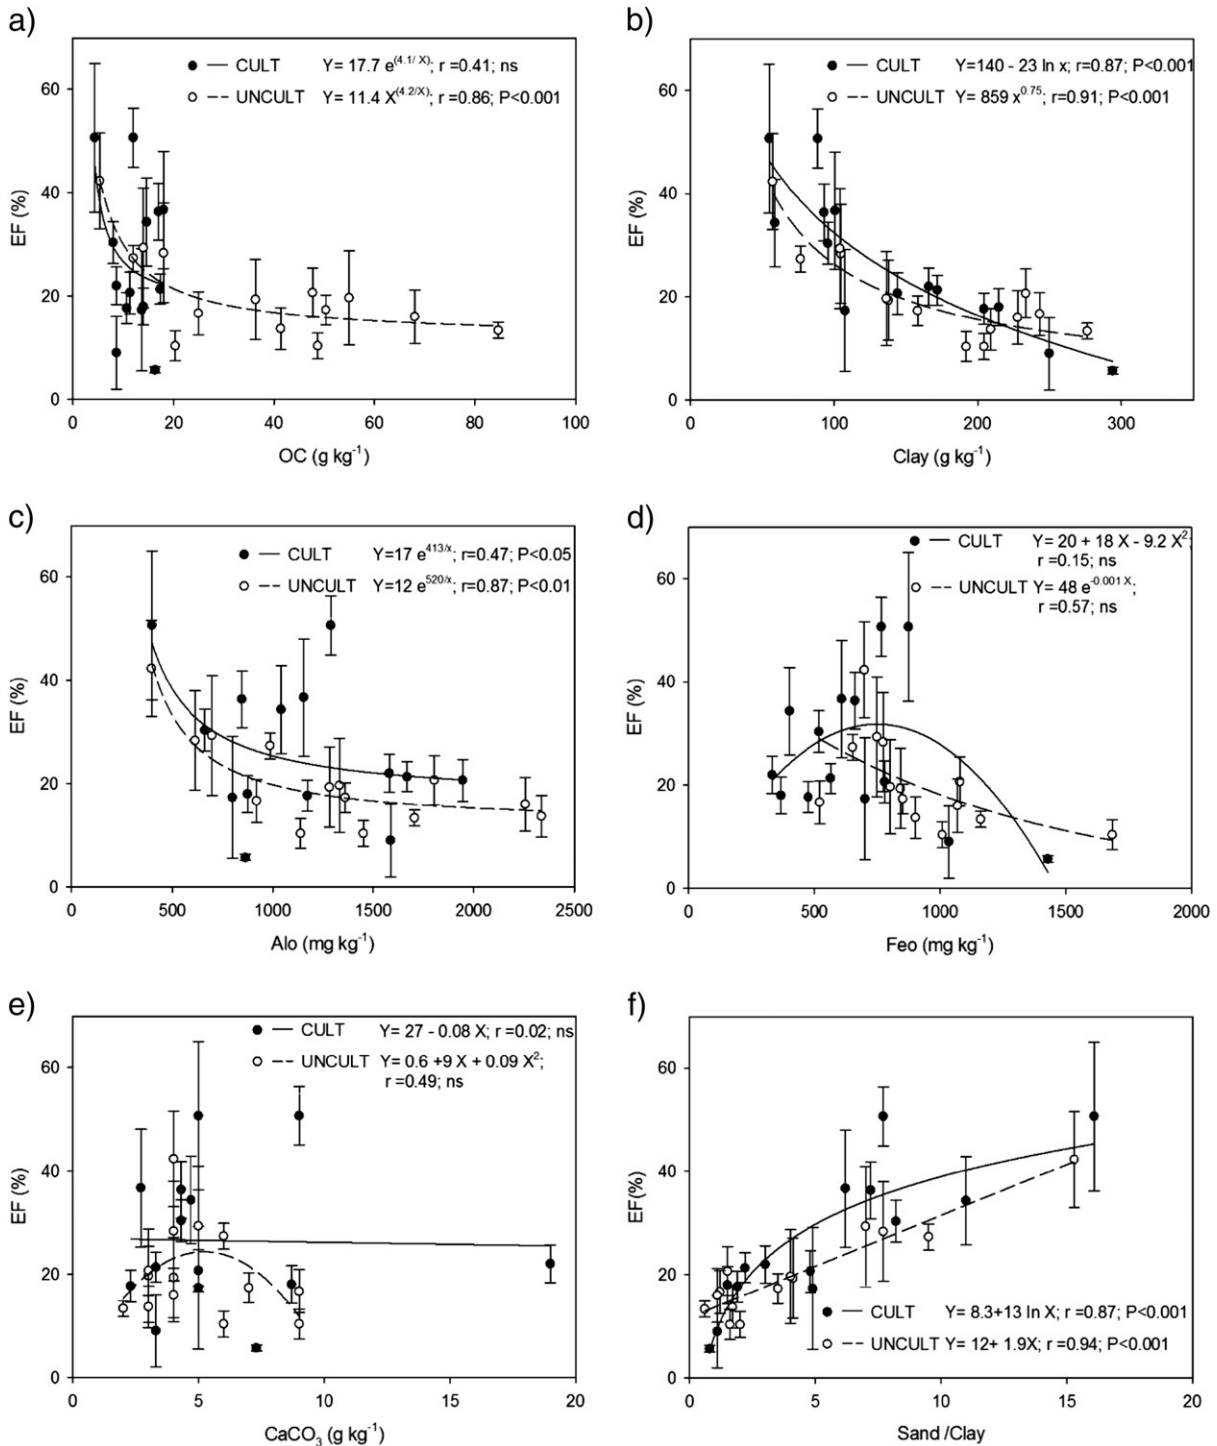 a)
CULT Y= 17.7 e^(4.1/ X); r =0.41; ns
UNCULT Y= 11.4 X^(4.2/X); r =0.86; P<0.001
60
40
20
0
EF (%)
0 20 40 60 80 100
OC (g kg⁻¹)
b)
CULT Y=140 - 23 ln x; r=0.87; P<0.001
UNCULT Y= 859 x^0.75; r=0.91; P<0.001
60
40
20
0
EF (%)
0 100 200 300
Clay (g kg⁻¹)
c)
CULT Y=17 e^413/x; r=0.47; P<0.05
UNCULT Y=12 e^520/x; r=0.87; P<0.01
60
40
20
0
EF (%)
0 500 1000 1500 2000 2500
Alo (mg kg⁻¹)
d)
CULT Y= 20 + 18 X - 9.2 X²;
r =0.15; ns
UNCULT Y= 48 e^-0.001 X;
r =0.57; ns
60
40
20
0
EF (%)
0 500 1000 1500 2000
Feo (mg kg⁻¹)
e)
CULT Y= 27 - 0.08 X; r =0.02; ns
UNCULT Y= 0.6 +9 X + 0.09 X²;
r =0.49; ns
60
40
20
0
EF (%)
0 5 10 15 20
CaCO₃ (g kg⁻¹)
f)
60
40
20
0
EF(%)
CULT Y= 8.3+13 ln X; r =0.87; P<0.001
UNCULT Y= 12+ 1.9X; r =0.94; P<0.001
0 5 10 15 20
Sand /Clay